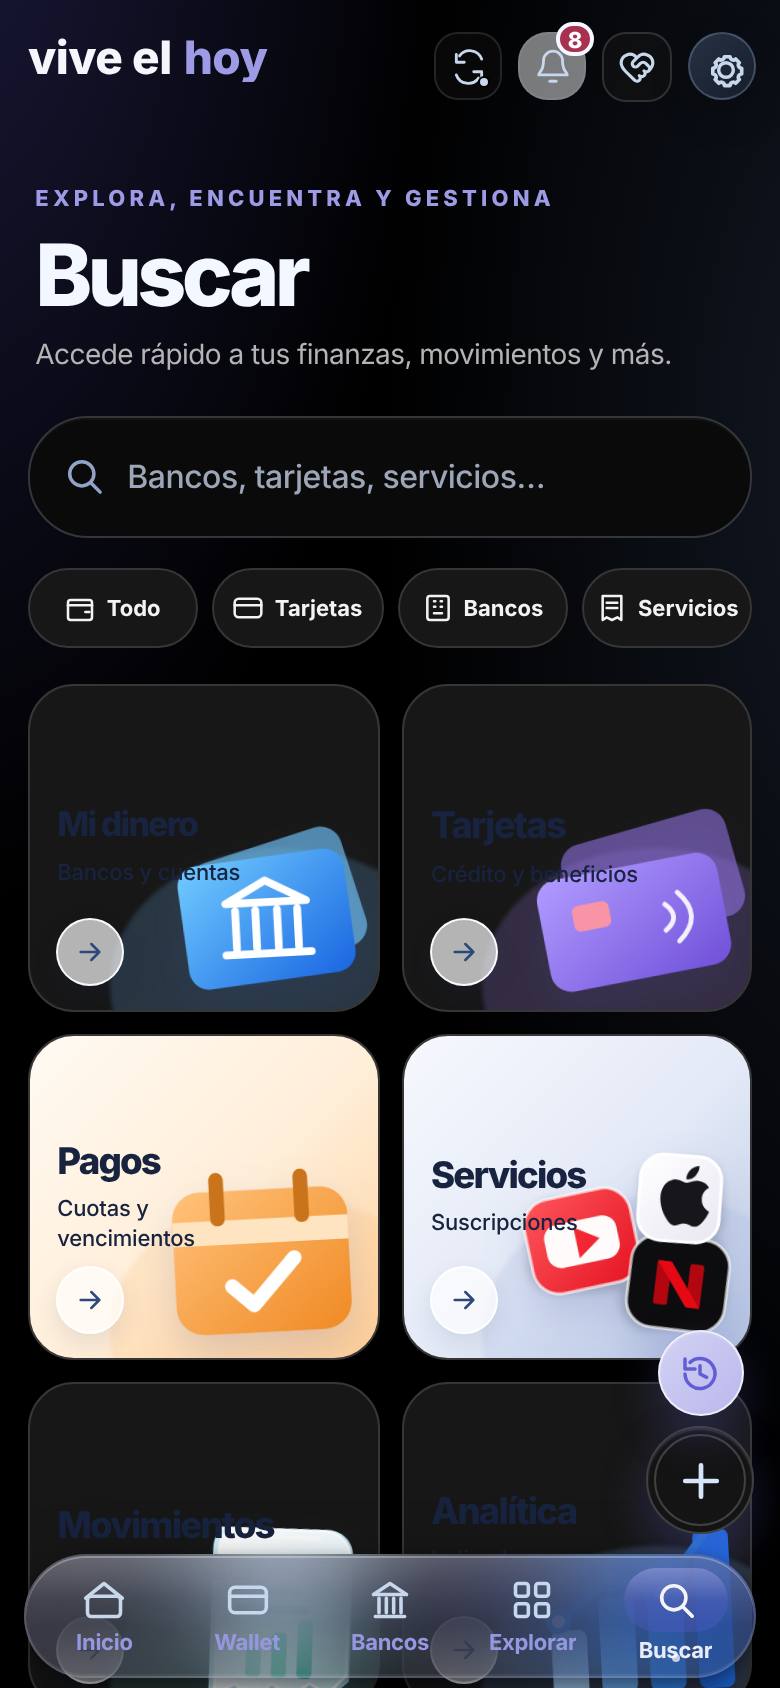 vive el hoy
8
EXPLORA, ENCUENTRA Y GESTIONA
Buscar
Accede rápido a tus finanzas, movimientos y más.
Bancos, tarjetas, servicios...
Todo
Tarjetas
Bancos
Servicios
Mi dinero
Bancos y cuentas
Tarjetas
Crédito y beneficios
Pagos
Cuotas y
vencimientos
Servicios
Suscripciones
N
Movimientos
Analítica
Inicio
Wallet
Bancos
Explorar
Buscar